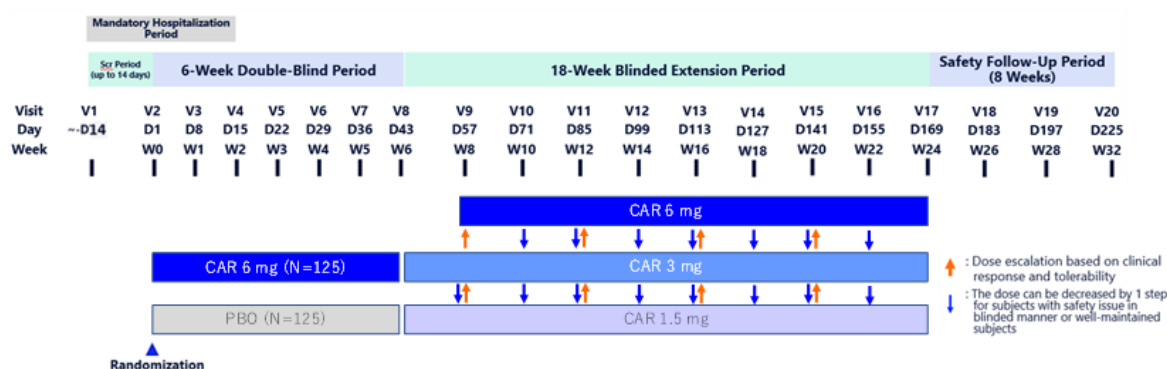 Mandatory Hospitalization
Period
Scr Period
(up to 14 days)
6-Week Double-Blind Period
18-Week Blinded Extension Period
Safety Follow-Up Period
(8 Weeks)
Visit V1 V2 V3 V4 V5 V6 V7 V8 V9 V10 V11 V12 V13 V14 V15 V16 V17 V18 V19 V20
Day ~-D14 D1 D8 D15 D22 D29 D36 D43 D57 D71 D85 D99 D113 D127 D141 D155 D169 D183 D197 D225
Week W0 W1 W2 W3 W4 W5 W6 W8 W10 W12 W14 W16 W18 W20 W22 W24 W26 W28 W32
CAR 6 mg
CAR 6 mg (N=125)
CAR 3 mg
PBO (N=125)
CAR 1.5 mg
Randomization
: Dose escalation based on clinical
response and tolerability
: The dose can be decreased by 1 step
for subjects with safety issue in
blinded manner or well-maintained
subjects